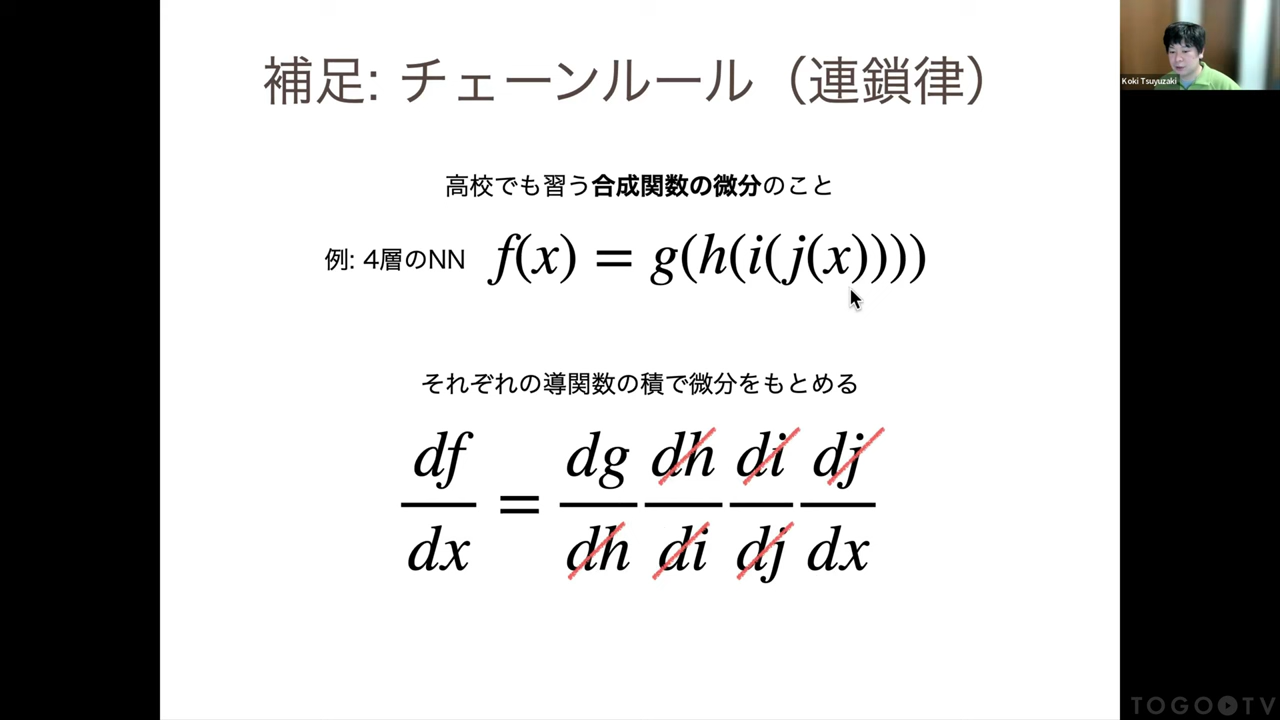 補足: チェーンルール（連鎖律）
Koki Tsuyuzaki
高校でも習う合成関数の微分のこと
例: 4層のNN f(x) = g(h(i(j(x))))
それぞれの導関数の積で微分をもとめる
df dg dh di dj
=
dx dh di dj dx
TOGO TV